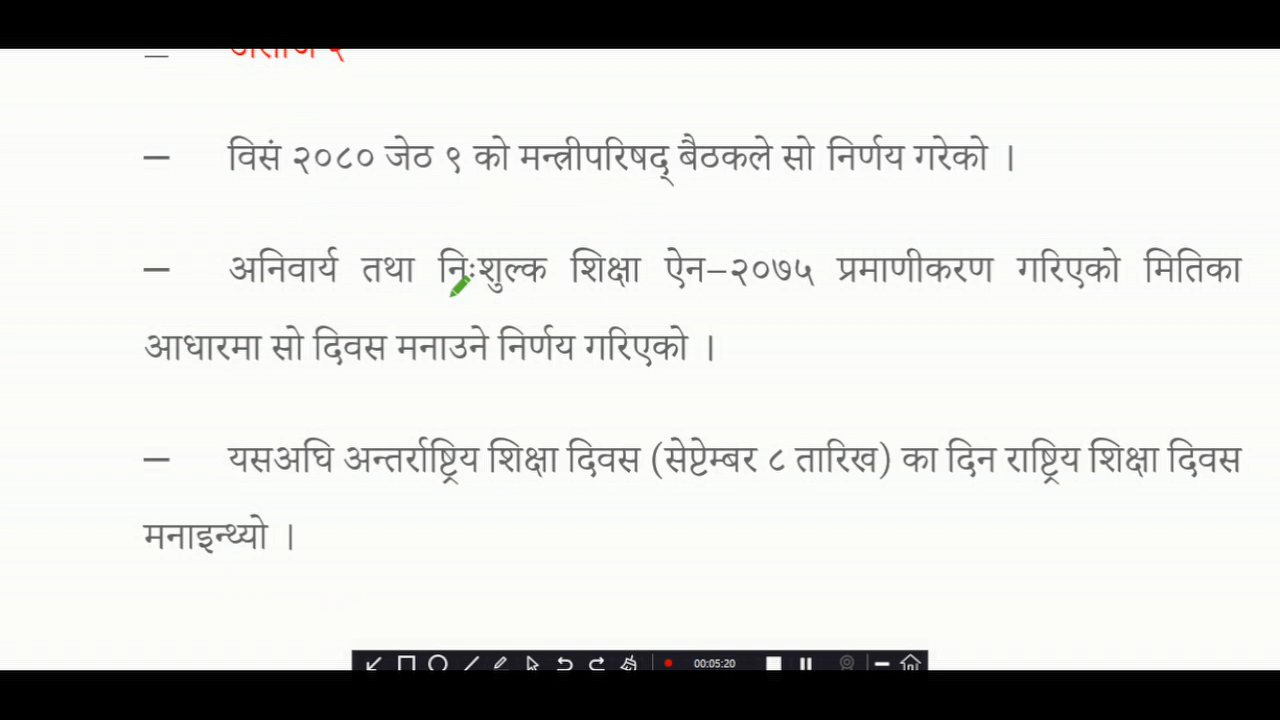 – विसं २०८० जेठ ९ को मन्त्रीपरिषद् बैठकले सो निर्णय गरेको ।
– अनिवार्य तथा निःशुल्क शिक्षा ऐन–२०७५ प्रमाणीकरण गरिएको मितिका
आधारमा सो दिवस मनाउने निर्णय गरिएको ।
– यसअघि अन्तर्राष्ट्रिय शिक्षा दिवस (सेप्टेम्बर ८ तारिख) का दिन राष्ट्रिय शिक्षा दिवस
मनाइन्थ्यो ।
00:05:20